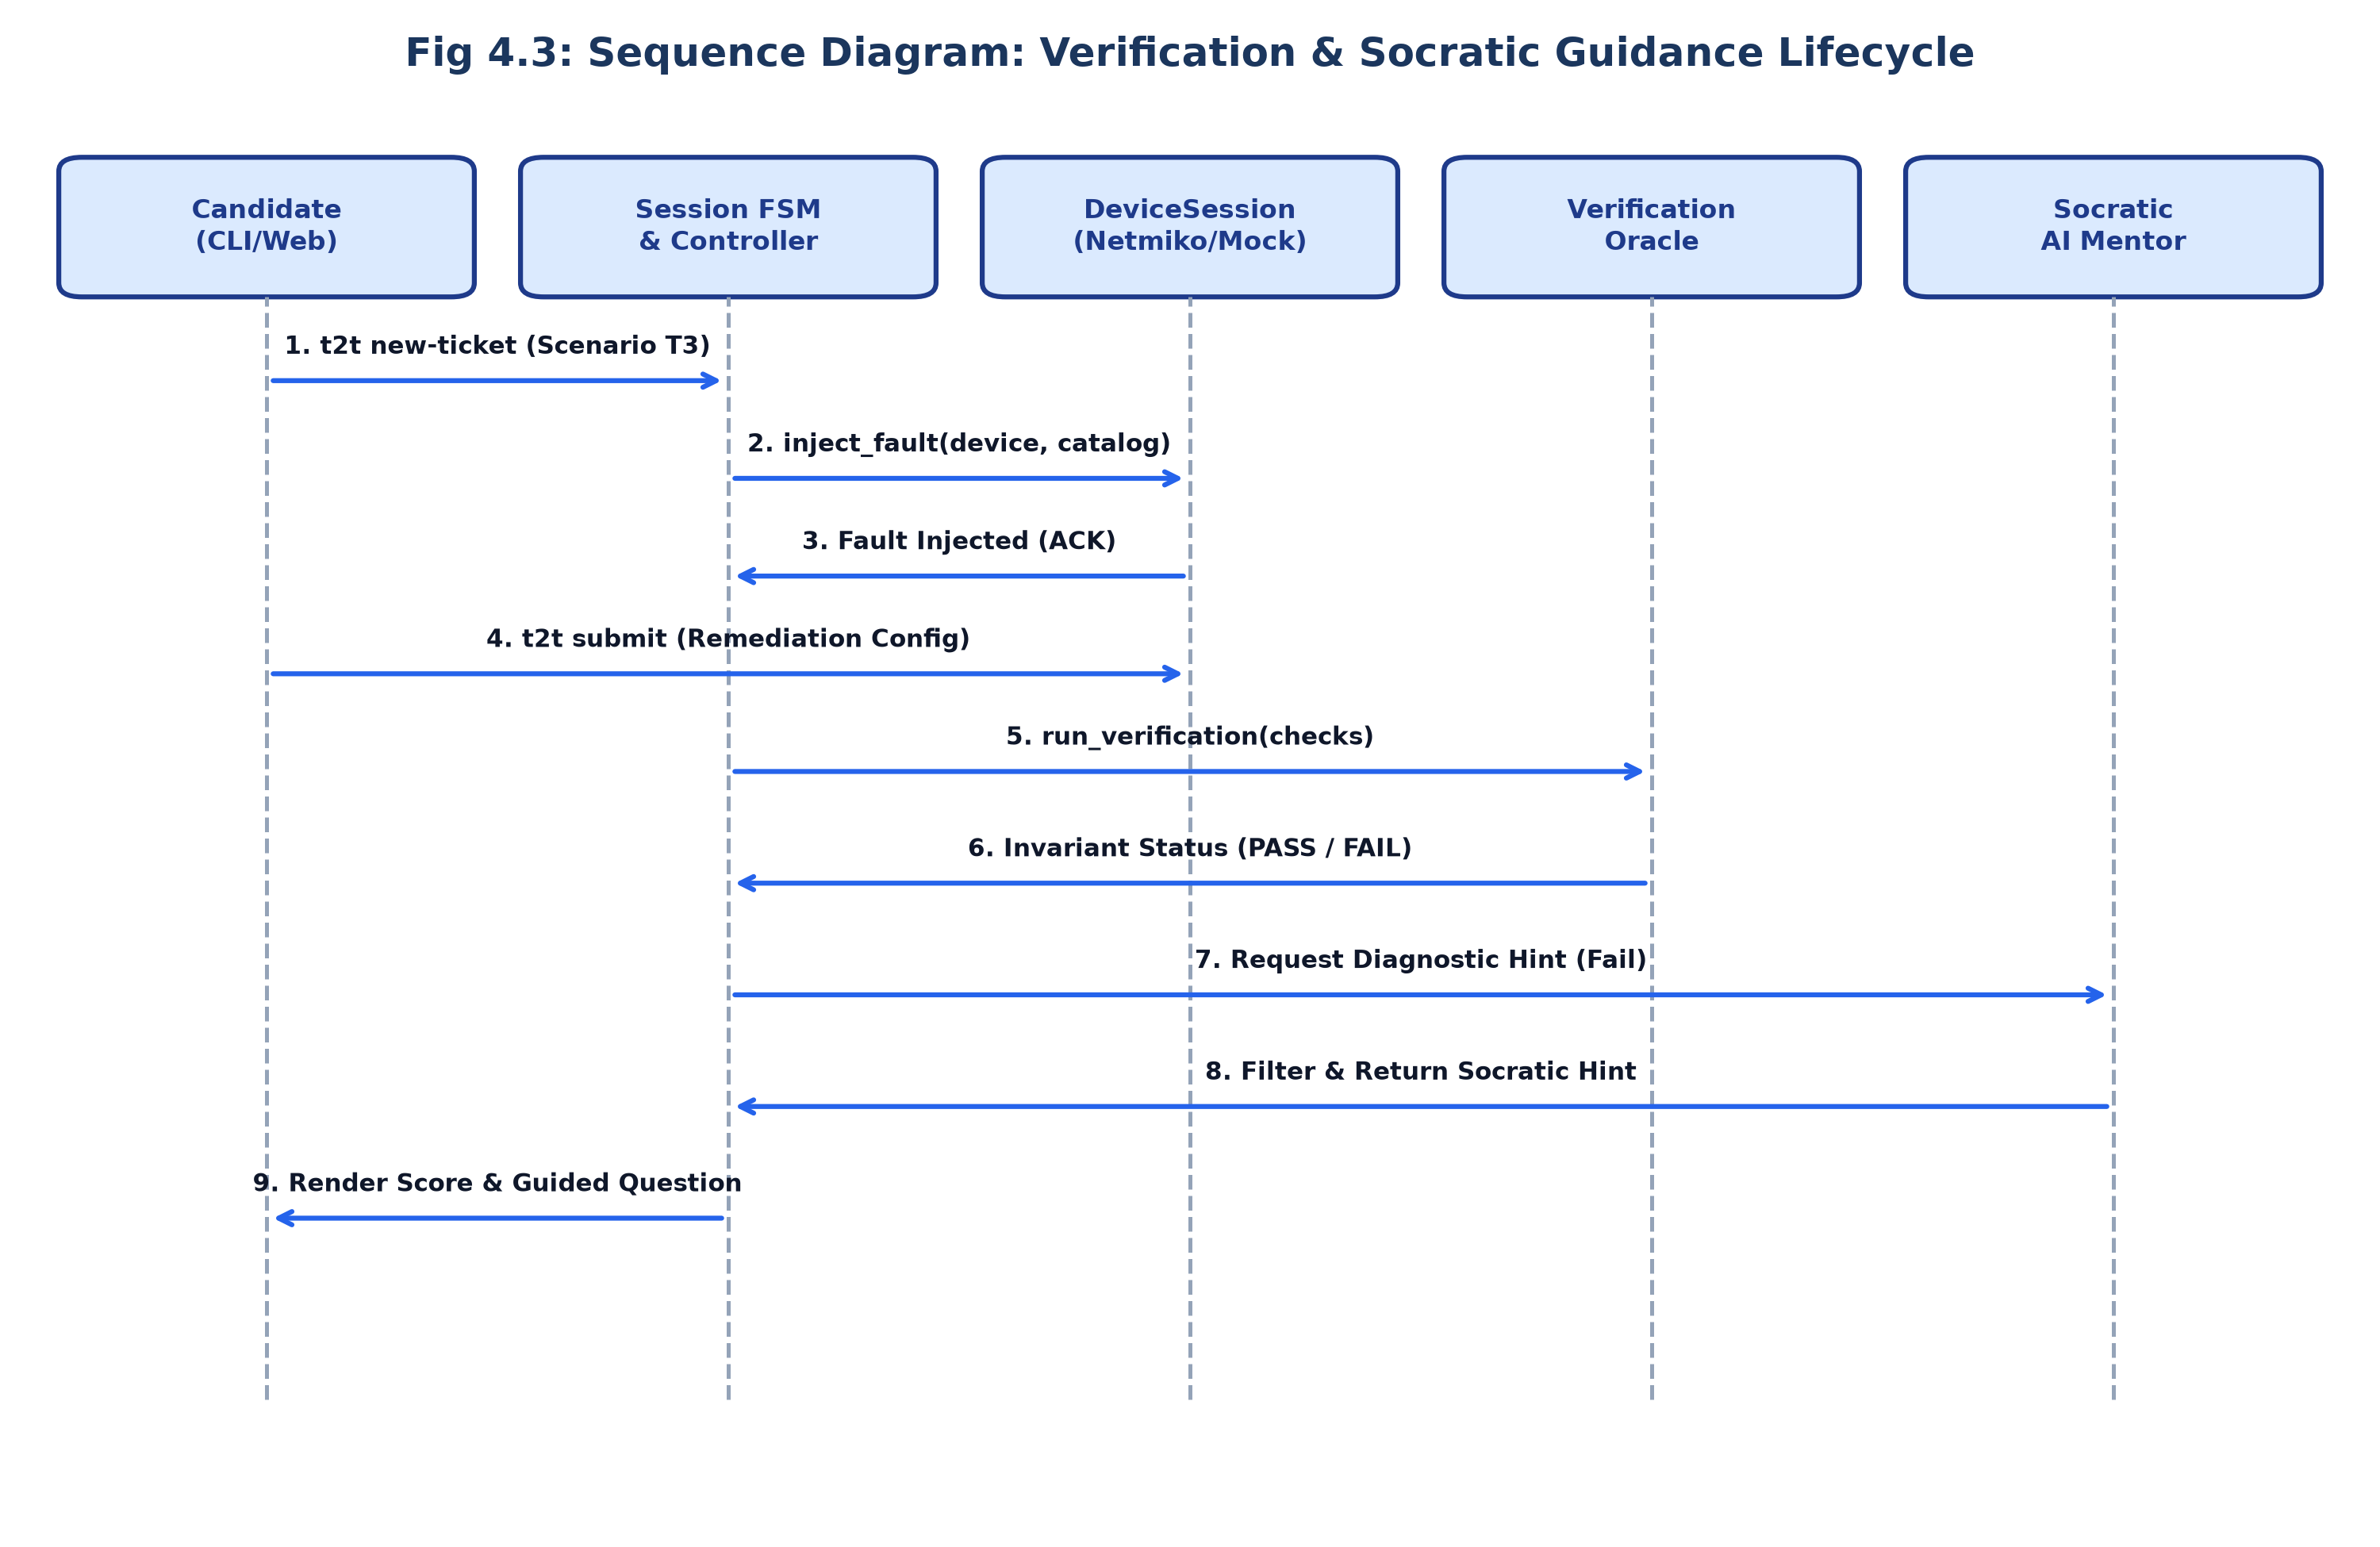 Fig 4.3: Sequence Diagram: Verification & Socratic Guidance Lifecycle
Candidate
(CLI/Web)
Session FSM
& Controller
DeviceSession
(Netmiko/Mock)
Verification
Oracle
Socratic
AI Mentor
1. t2t new-ticket (Scenario T3)
2. inject_fault(device, catalog)
3. Fault Injected (ACK)
4. t2t submit (Remediation Config)
5. run_verification(checks)
6. Invariant Status (PASS / FAIL)
7. Request Diagnostic Hint (Fail)
8. Filter & Return Socratic Hint
9. Render Score & Guided Question